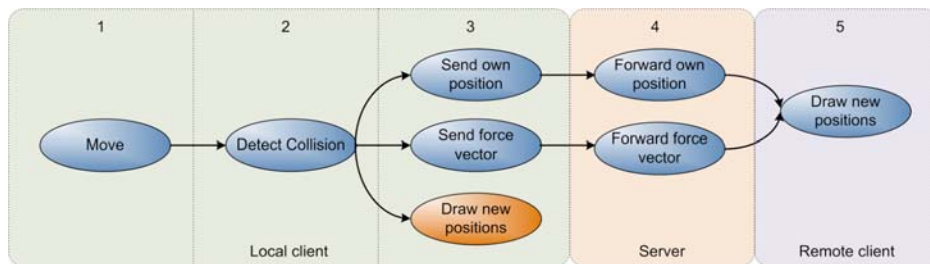 1
2
3
4
5
Move
Detect Collision
Send own
position
Send force
vector
Draw new
positions
Forward own
position
Forward force
vector
Draw new
positions
Local client
Server
Remote client